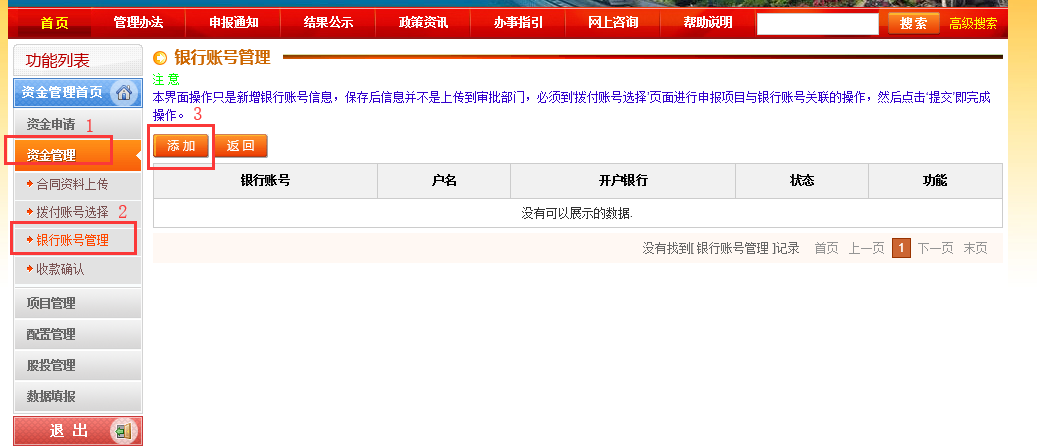 首页 管理办法 申报通知 结果公示 政策资讯 办事指引 网上咨询 帮助说明 搜索 高级搜索
功能列表
资金管理首页
资金申请 1
资金管理
合同资料上传
拨付账号选择 2
银行账号管理
收款确认
项目管理
配置管理
股投管理
数据填报
退 出
银行账号管理
注 意
本界面操作只是新增银行账号信息，保存后信息并不是上传到审批部门，必须到拨付账号选择'页面进行申报项目与银行账号关联的操作，然后点击'提交'即完成
操作。 3
添 加 返 回
银行账号 户名 开户银行 状态 功能
没有可以展示的数据.
没有找到[ 银行账号管理 ]记录 首页 上一页 1 下一页 末页